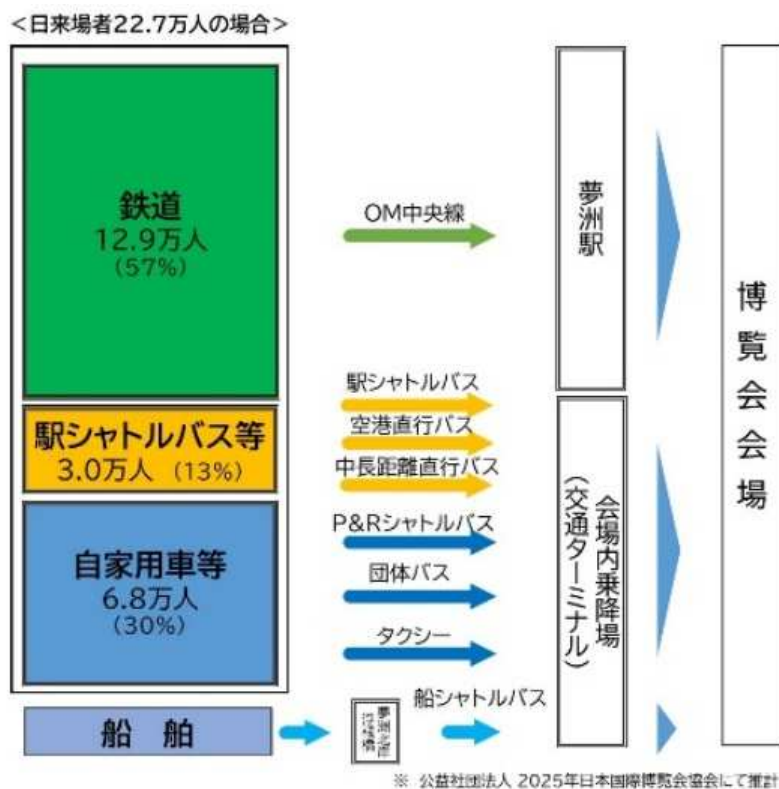 ＜日来場者22.7万人の場合＞
鉄道
12.9万人
(57%)
OM中央線
夢洲駅
博覧会会場
駅シャトルバス等
3.0万人 (13%)
駅シャトルバス
空港直行バス
中長距離直行バス
自家用車等
6.8万人
(30%)
P&Rシャトルバス
団体バス
タクシー
会場内乗降場
(交通ターミナル)
船 舶
船シャトルバス
※ 公益社団法人 2025年日本国際博覧会協会にて推計